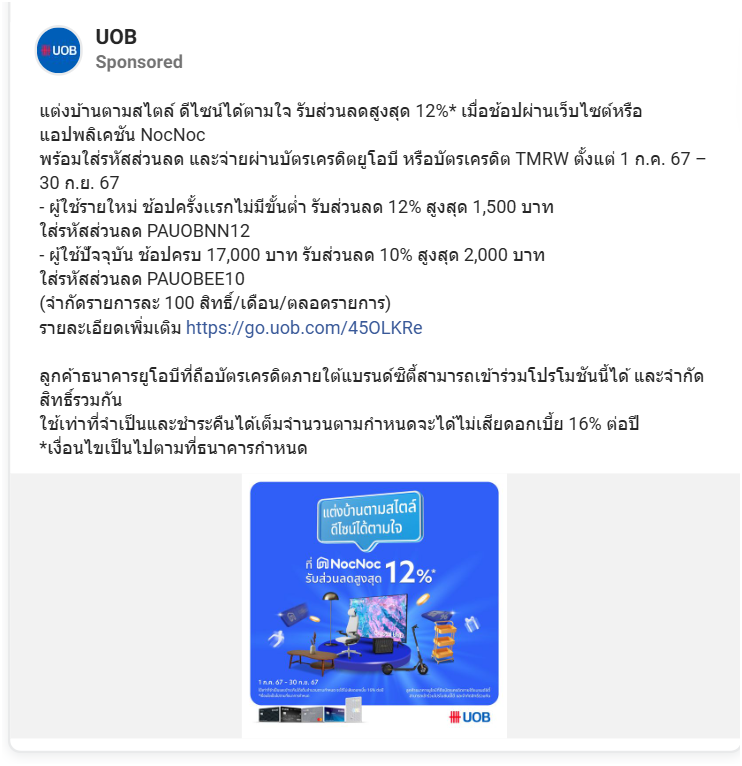 UOB
UOB
Sponsored
แต่งบ้านตามสไตล์ ดีไซน์ได้ตามใจ รับส่วนลดสูงสุด 12%* เมื่อช้อปผ่านเว็บไซต์หรือ
แอปพลิเคชัน NocNoc
พร้อมใส่รหัสส่วนลด และจ่ายผ่านบัตรเครดิตยูโอบี หรือบัตรเครดิต TMRW ตั้งแต่ 1 ก.ค. 67 –
30 ก.ย. 67
- ผู้ใช้รายใหม่ ช้อปครั้งแรกไม่มีขั้นต่ำ รับส่วนลด 12% สูงสุด 1,500 บาท
ใส่รหัสส่วนลด PAUOBNN12
- ผู้ใช้ปัจจุบัน ช้อปครบ 17,000 บาท รับส่วนลด 10% สูงสุด 2,000 บาท
ใส่รหัสส่วนลด PAUOBEE10
(จำกัดรายการละ 100 สิทธิ์/เดือน/ตลอดรายการ)
รายละเอียดเพิ่มเติม https://go.uob.com/45OLKRe
ลูกค้าธนาคารยูโอบีที่ถือบัตรเครดิตภายใต้แบรนด์ซิตี้สามารถเข้าร่วมโปรโมชันนี้ได้ และจำกัด
สิทธิ์รวมกัน
ใช้เท่าที่จำเป็นและชำระคืนได้เต็มจำนวนตามกำหนดจะได้ไม่เสียดอกเบี้ย 16% ต่อปี
*เงื่อนไขเป็นไปตามที่ธนาคารกำหนด
แต่งบ้านตามสไตล์
ดีไซน์ได้ตามใจ
ที่ NocNoc
รับส่วนลดสูงสุด 12%*
1 ก.ค. 67 – 30 ก.ย. 67
UOB